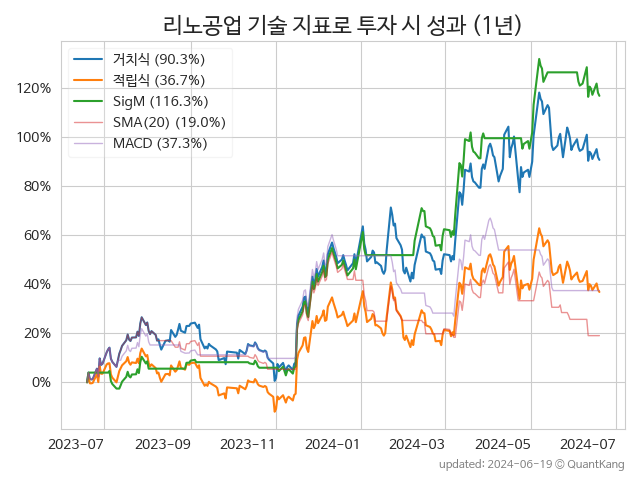 리노공업 기술 지표로 투자 시 성과 (1년)
거치식 (90.3%)
적립식 (36.7%)
SigM (116.3%)
SMA(20) (19.0%)
MACD (37.3%)
120%
100%
80%
60%
40%
20%
0%
2023-07 2023-09 2023-11 2024-01 2024-03 2024-05 2024-07
updated: 2024-06-19 © QuantKang